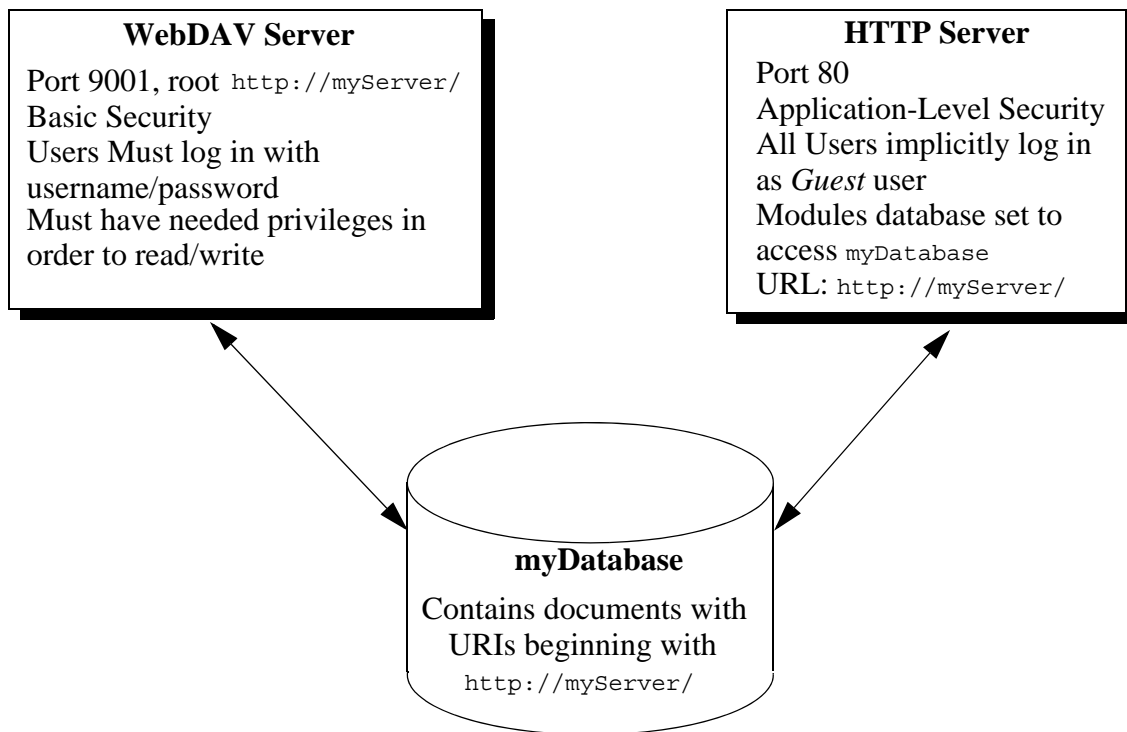 WebDAV Server
Port 9001, root http://myServer/
Basic Security
Users Must log in with
username/password
Must have needed privileges in
order to read/write
HTTP Server
Port 80
Application-Level Security
All Users implicitly log in
as Guest user
Modules database set to
access myDatabase
URL: http://myServer/
myDatabase
Contains documents with
URIs beginning with
http://myServer/